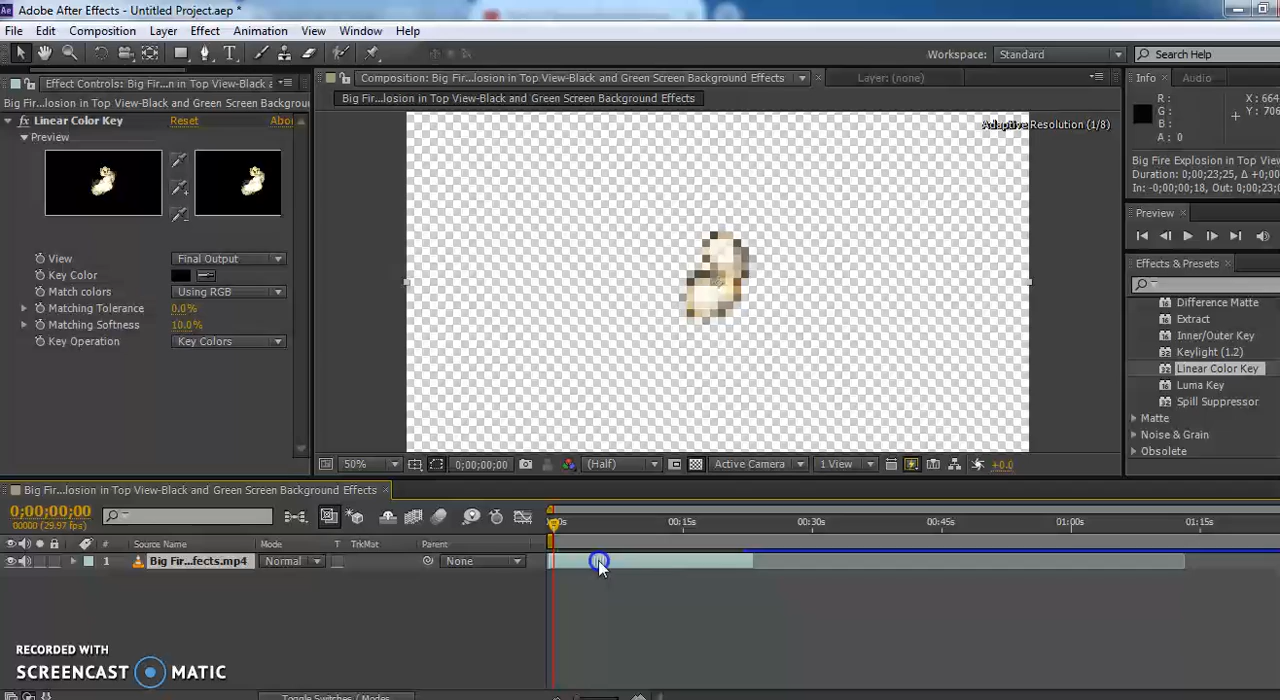 Adobe After Effects - Untitled Project.aep *
File Edit Composition Layer Effect Animation View Window Help
Workspace: Standard Search Help
Effect Controls: Big Fir...n in Top View-Black a
Composition: Big Fir...losion in Top View-Black and Green Screen Background Effects Layer: (none)
Info Audio
Big Fire Explosion in Top View-Black and Green Screen Backgrou
Big Fir...losion in Top View-Black and Green Screen Background Effects
fx Linear Color Key Reset Abo
Preview
Adaptive Resolution (1/8)
R: X: 664
G: Y: 706
B:
A: 0
Big Fire Explosion in Top View
Duration: 0;00;23;25, Δ +0;00
In: -0;00;00;18, Out: 0;00;23;0
Preview
Effects & Presets
View Final Output
Key Color
Match colors Using RGB
Matching Tolerance 0.0%
Matching Softness 10.0%
Key Operation Key Colors
Difference Matte
Extract
Inner/Outer Key
Keylight (1.2)
Linear Color Key
Luma Key
Spill Suppressor
Matte
Noise & Grain
Obsolete
50% 0;00;00;00 (Half) Active Camera 1 View +0.0
Big Fir...losion in Top View-Black and Green Screen Background Effects
0;00;00;00
00000 (29.97 fps)
00s 00:15s 00:30s 00:45s 01:00s 01:15s
# Source Name Mode T TrkMat Parent
1 Big Fir...fects.mp4 Normal None
RECORDED WITH
SCREENCAST MATIC
Toggle Switches / Modes